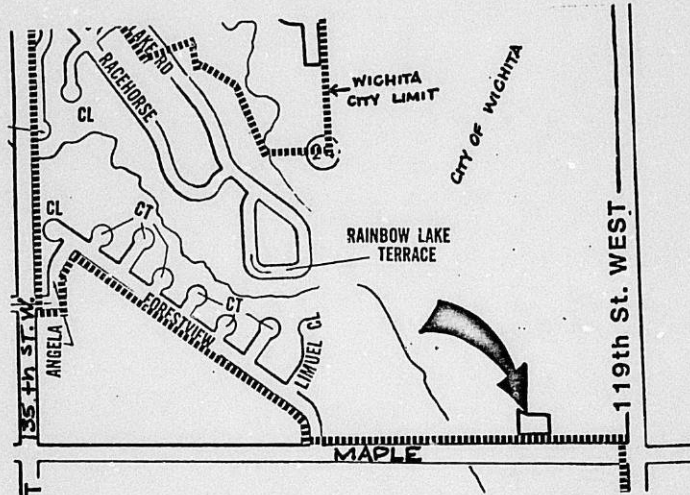 LAKE RD
RACEHORSE
CL
WICHITA
CITY LIMIT
CITY OF WICHITA
26
CL
CT
RAINBOW LAKE
TERRACE
119th St. WEST
CT
FORESTVIEW
ANGELA
135th St. W.
LIMUEL CL
MAPLE
T